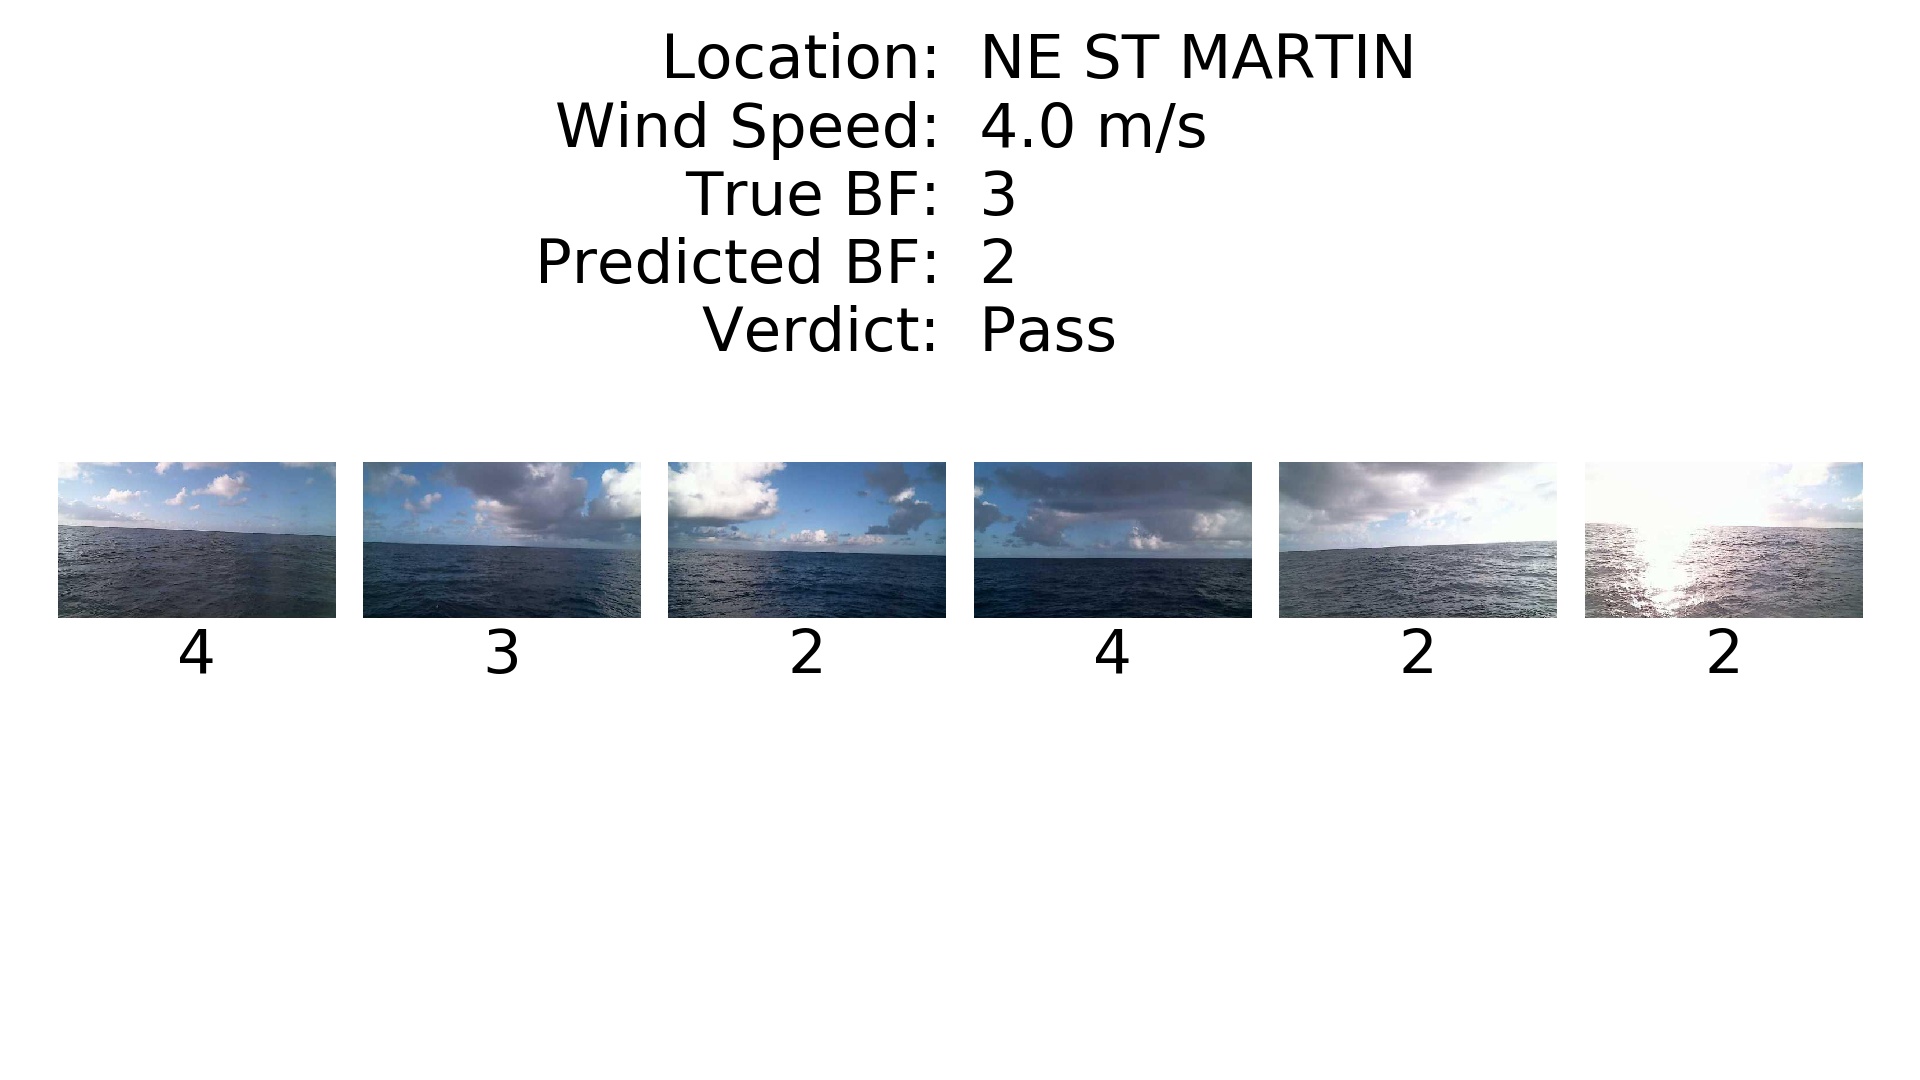 Location: NE ST MARTIN
Wind Speed: 4.0 m/s
True BF: 3
Predicted BF: 2
Verdict: Pass
4 3 2 4 2 2